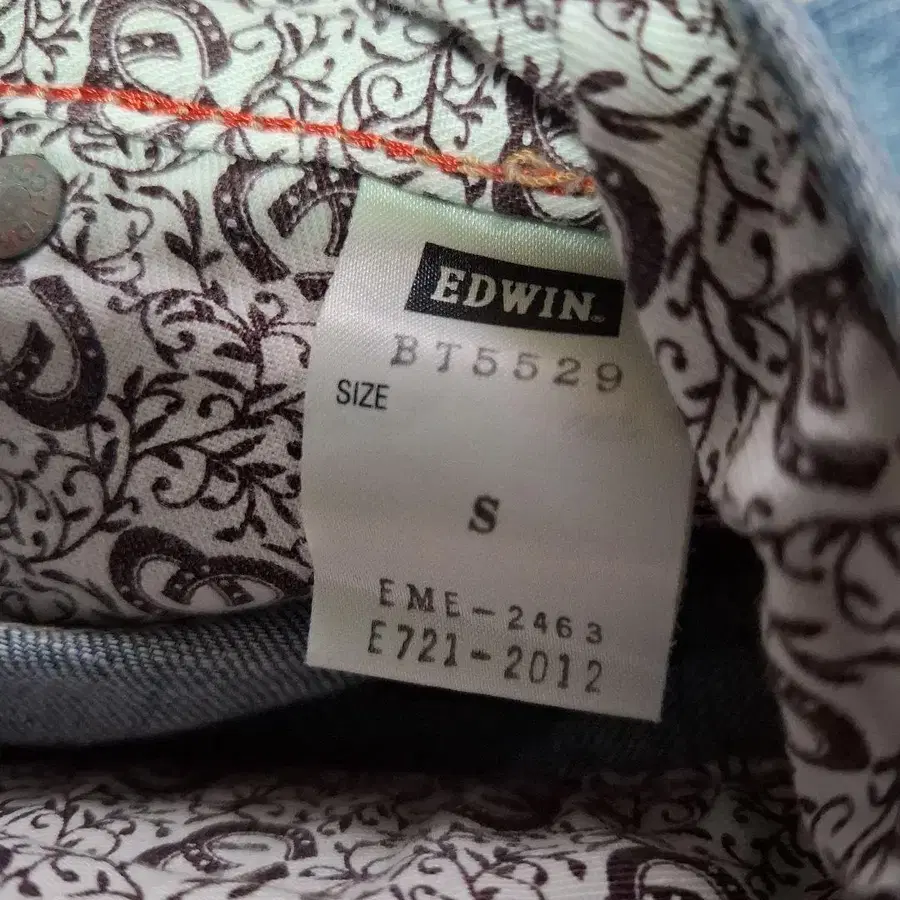 EDWIN.
BT5529
SIZE
S
EME-2463
E721-2012